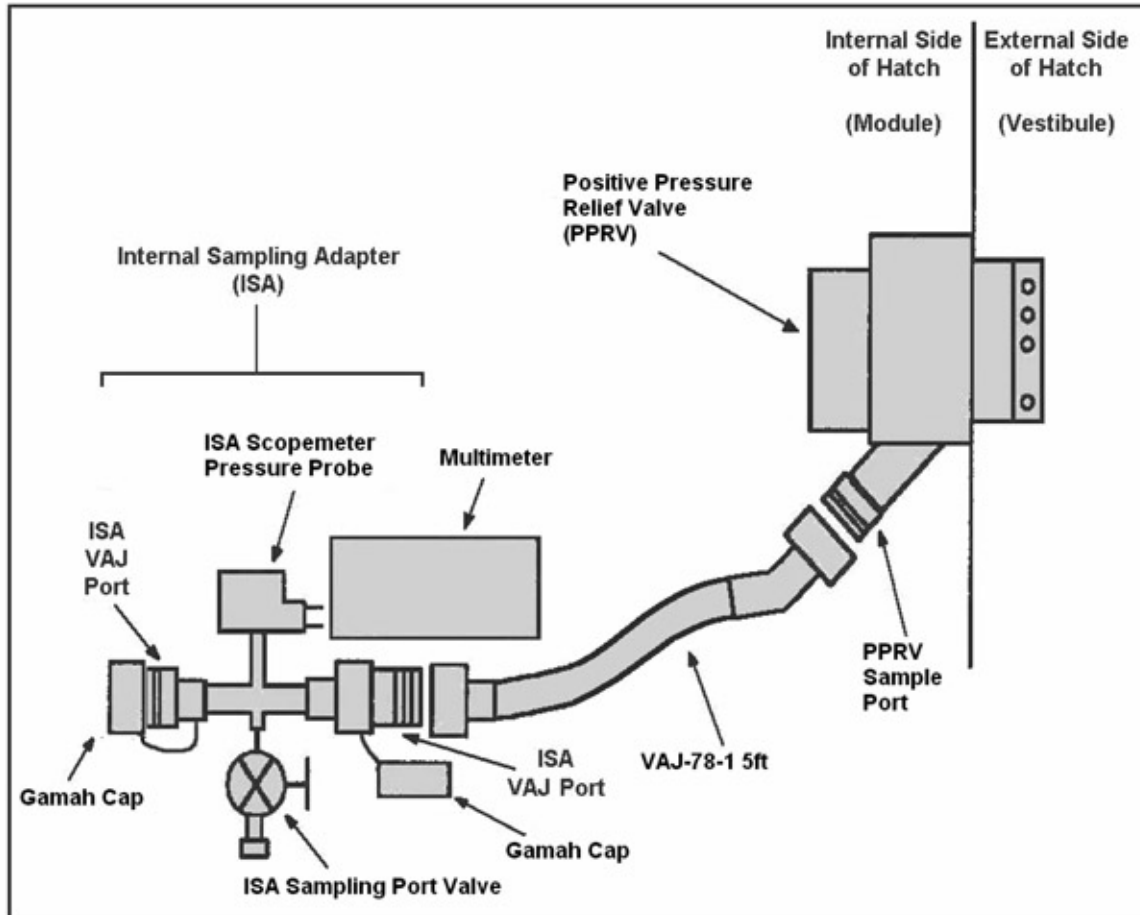 Internal Side
of Hatch
(Module)
External Side
of Hatch
(Vestibule)
Positive Pressure
Relief Valve
(PPRV)
Internal Sampling Adapter
(ISA)
ISA Scopemeter
Pressure Probe
Multimeter
ISA
VAJ
Port
PPRV
Sample
Port
ISA
VAJ Port
VAJ-78-1 5ft
Gamah Cap
Gamah Cap
ISA Sampling Port Valve